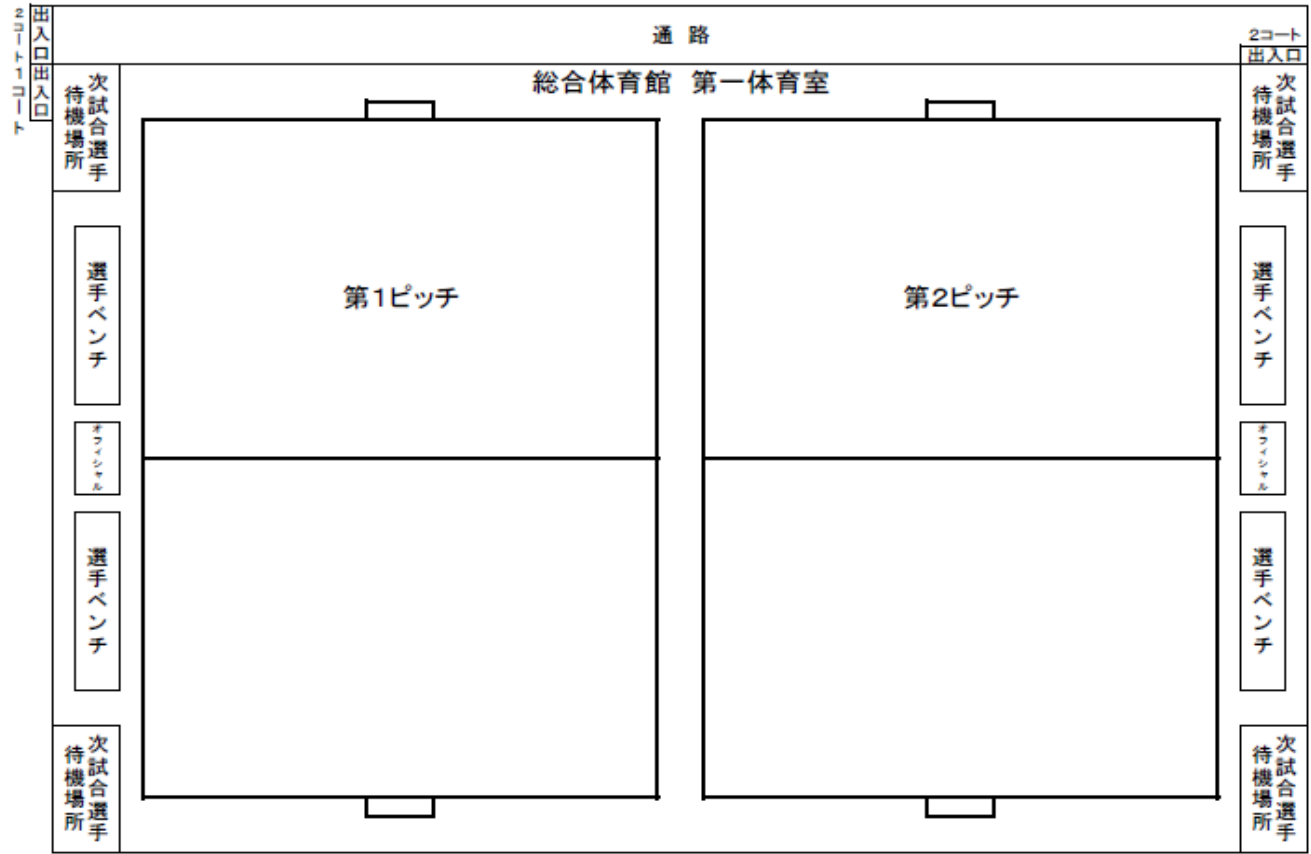 2コート
出入口
通 路
2コート
出入口
1コート
出入口
総合体育館 第一体育室
次試合選手
待機場所
次試合選手
待機場所
第1ピッチ
第2ピッチ
選手ベンチ
選手ベンチ
オフィシャル
オフィシャル
選手ベンチ
選手ベンチ
次試合選手
待機場所
次試合選手
待機場所